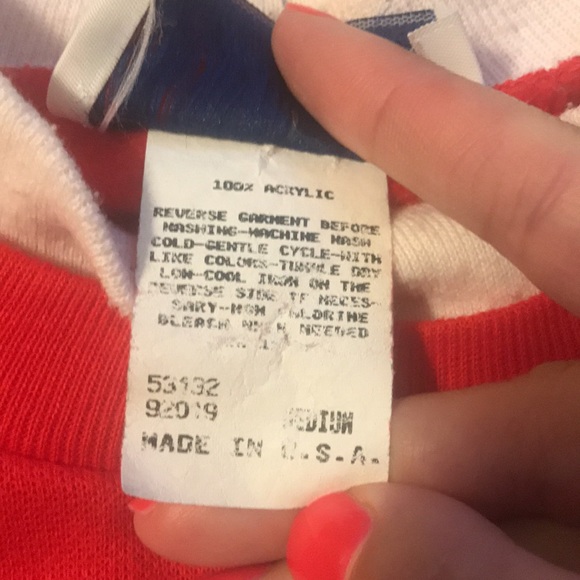 100% ACRYLIC
REVERSE GARMENT BEFORE
WASHING-MACHINE WASH
COLD-GENTLE CYCLE-WITH
LIKE COLORS-TUMBLE DRY
LOW-COOL IRON ON THE
REVERSE SIDE IF NECES-
SARY-NON CHLORINE
BLEACH WHEN NEEDED
53132
92019
MEDIUM
MADE IN U.S.A.